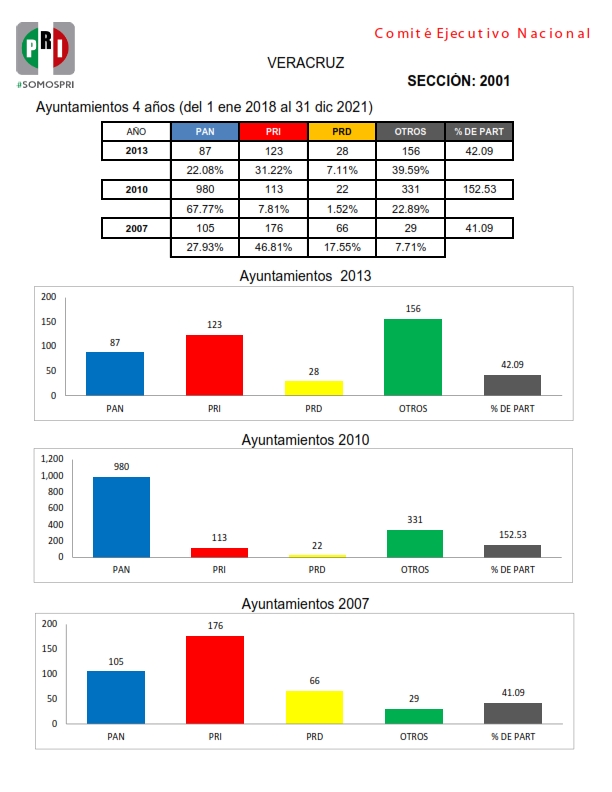 PRI
#SOMOSPRI
Comité Ejecutivo Nacional
VERACRUZ
SECCIÓN: 2001
Ayuntamientos 4 años (del 1 ene 2018 al 31 dic 2021)
AÑO PAN PRI PRD OTROS % DE PART
2013 87 123 28 156 42.09
22.08% 31.22% 7.11% 39.59%
2010 980 113 22 331 152.53
67.77% 7.81% 1.52% 22.89%
2007 105 176 66 29 41.09
27.93% 46.81% 17.55% 7.71%
Ayuntamientos 2013
200
150
100
50
0
87 123 28 156 42.09
PAN PRI PRD OTROS % DE PART
Ayuntamientos 2010
1,200
1,000
800
600
400
200
0
980 113 22 331 152.53
PAN PRI PRD OTROS % DE PART
Ayuntamientos 2007
200
150
100
50
0
105 176 66 29 41.09
PAN PRI PRD OTROS % DE PART